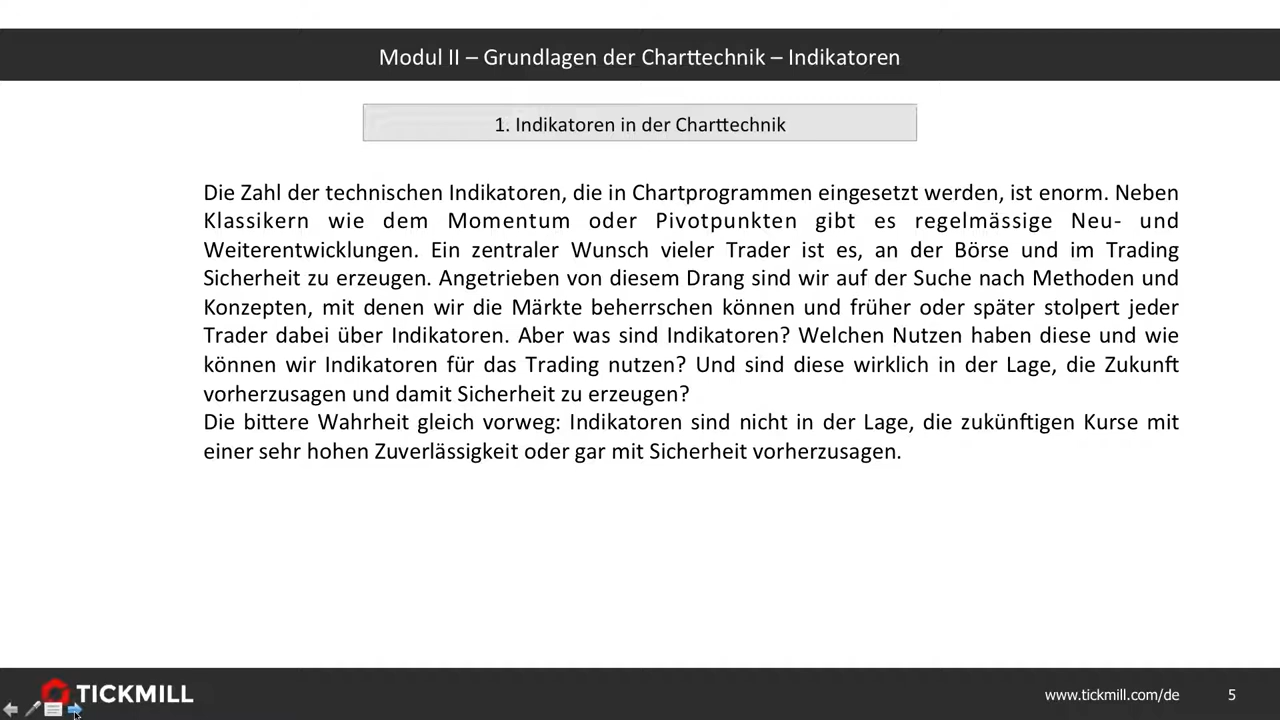 Modul II – Grundlagen der Charttechnik – Indikatoren
1. Indikatoren in der Charttechnik
Die Zahl der technischen Indikatoren, die in Chartprogrammen eingesetzt werden, ist enorm. Neben
Klassikern wie dem Momentum oder Pivotpunkten gibt es regelmässige Neu- und
Weiterentwicklungen. Ein zentraler Wunsch vieler Trader ist es, an der Börse und im Trading
Sicherheit zu erzeugen. Angetrieben von diesem Drang sind wir auf der Suche nach Methoden und
Konzepten, mit denen wir die Märkte beherrschen können und früher oder später stolpert jeder
Trader dabei über Indikatoren. Aber was sind Indikatoren? Welchen Nutzen haben diese und wie
können wir Indikatoren für das Trading nutzen? Und sind diese wirklich in der Lage, die Zukunft
vorherzusagen und damit Sicherheit zu erzeugen?
Die bittere Wahrheit gleich vorweg: Indikatoren sind nicht in der Lage, die zukünftigen Kurse mit
einer sehr hohen Zuverlässigkeit oder gar mit Sicherheit vorherzusagen.
TICKMILL
www.tickmill.com/de
5